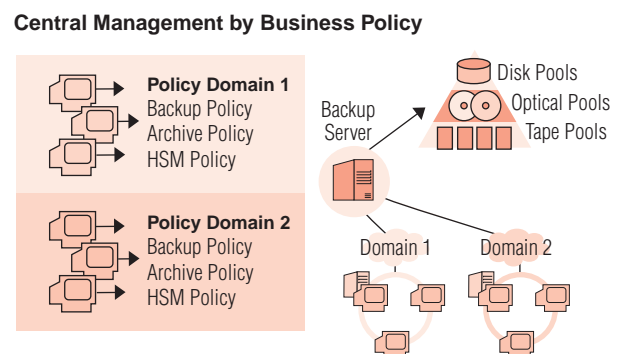 Central Management by Business Policy
Policy Domain 1
Backup Policy
Archive Policy
HSM Policy
Policy Domain 2
Backup Policy
Archive Policy
HSM Policy
Disk Pools
Optical Pools
Tape Pools
Backup
Server
Domain 1
Domain 2